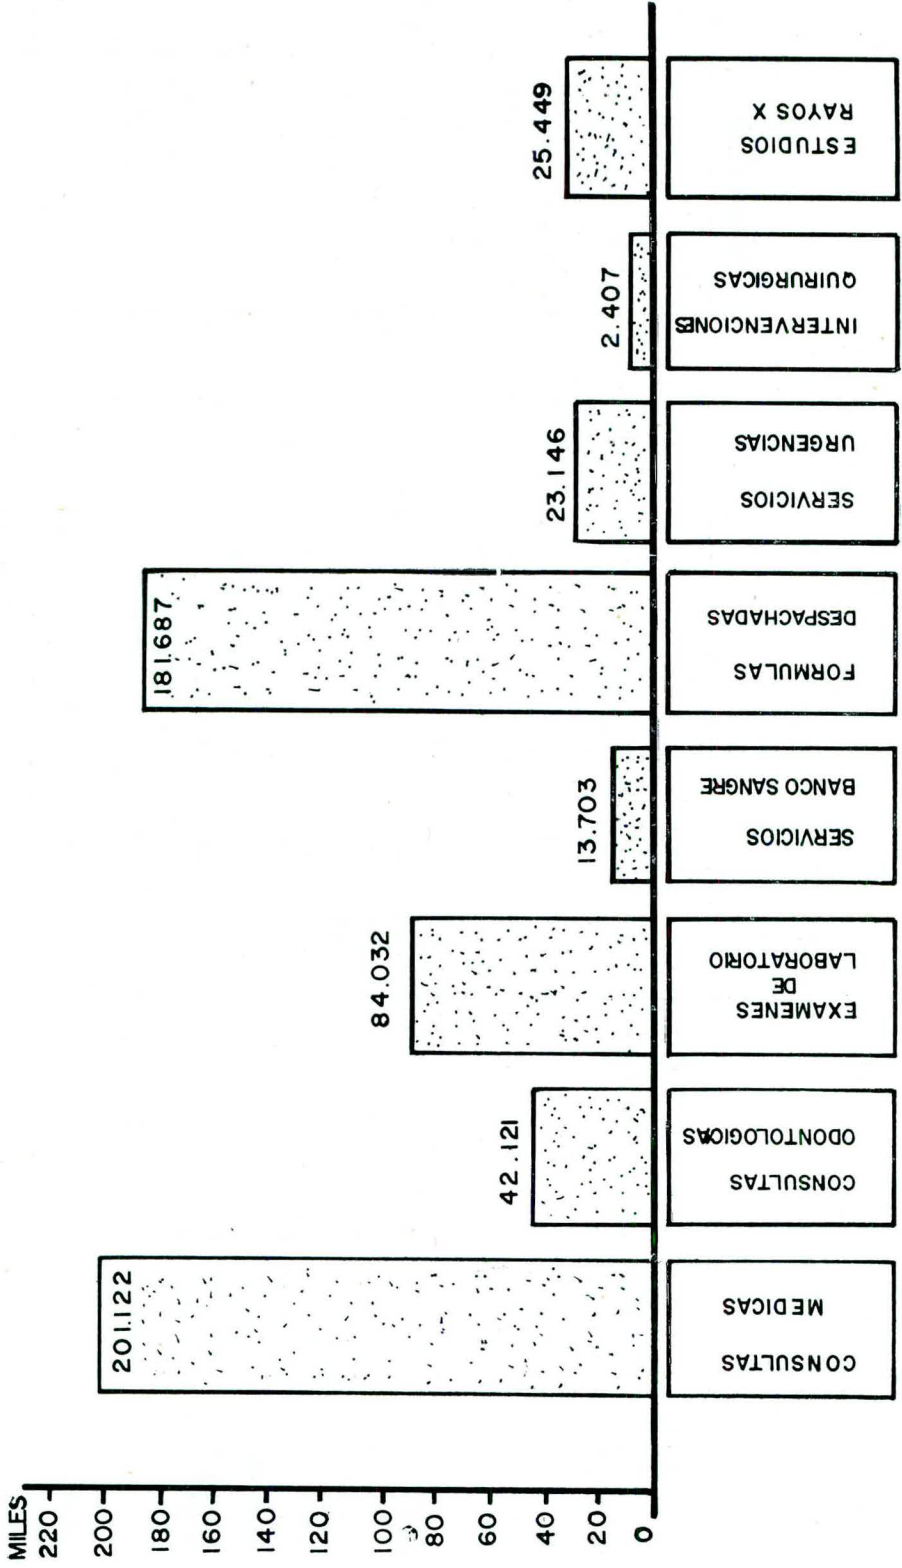 MILES
220
200
180
160
140
120
100
80
60
40
20
0
201.122
42.121
84.032
13.703
181.687
23.146
2.407
25.449
CONSULTAS
MEDICAS
CONSULTAS
ODONTOLOGICAS
EXAMENES
DE
LABORATORIO
SERVICIOS
BANCO SANGRE
FORMULAS
DESPACHADAS
SERVICIOS
URGENCIAS
INTERVENCIONES
QUIRURGICAS
ESTUDIOS
RAYOS X